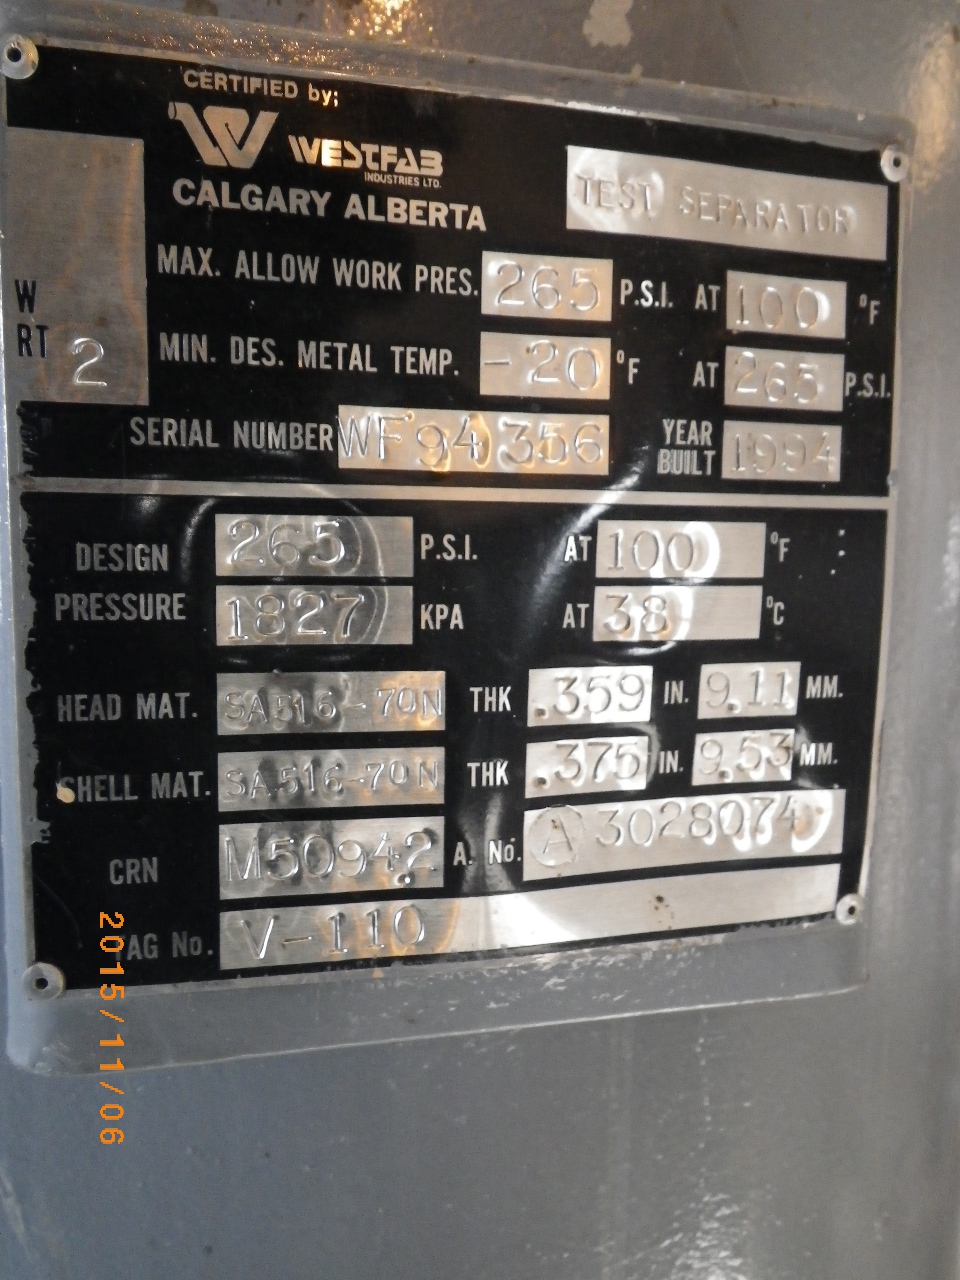 CERTIFIED by;
W WESTFAB
INDUSTRIES LTD.
CALGARY ALBERTA
TEST SEPARATOR
W
RT 2
MAX. ALLOW WORK PRES. 265 P.S.I. AT 100 °F
MIN. DES. METAL TEMP. -20 °F AT 265 P.S.I.
SERIAL NUMBER WF94356 YEAR BUILT 1994
DESIGN PRESSURE
265 P.S.I. AT 100 °F
1827 KPA AT 38 °C
HEAD MAT. SA516-70N THK .359 IN. 9.11 MM.
SHELL MAT. SA516-70N THK .375 IN. 9.53 MM.
CRN M50942 A. No. A 3028074
TAG No. V-110
2015/11/06